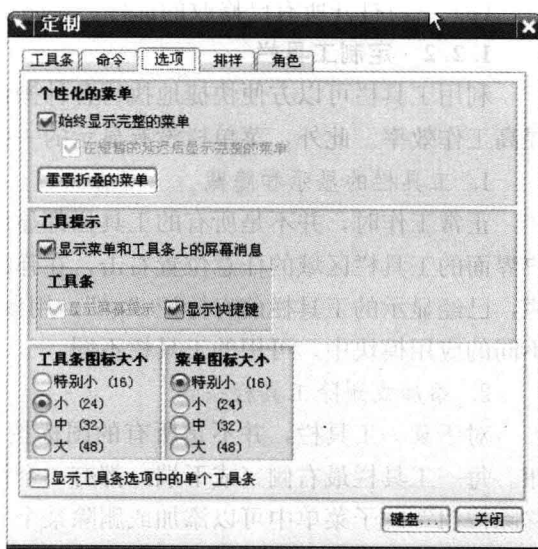 定制
工具条 命令 选项 排样 角色
个性化的菜单
始终显示完整的菜单
在短暂的延迟后显示完整的菜单
重置折叠的菜单
工具提示
显示菜单和工具条上的屏幕消息
工具条
显示快捷键
工具条图标大小 菜单图标大小
特别小 (16) 特别小 (16)
小 (24) 小 (24)
中 (32) 中 (32)
大 (48) 大 (48)
显示工具条选项中的单个工具条
键盘... 关闭